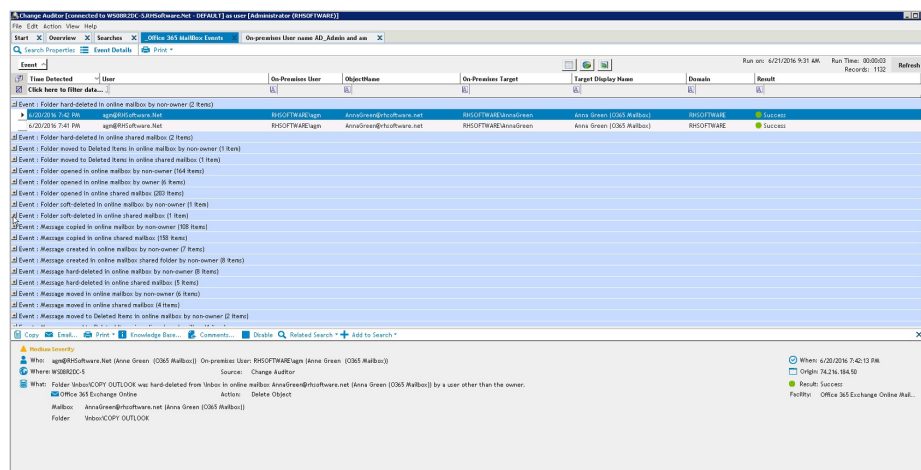 Change Auditor [connected to WS08R2DC-5.RHSoftware.Net - DEFAULT] as user [Administrator (RHSOFTWARE)]
File Edit Action View Help
Start X Overview X Searches X _Office 365 MailBox Events X On-premises User name AD_Admin and am X
Search Properties Event Details Print
Event Run on: 6/21/2016 9:31 AM Run Time: 00:00:03 Records: 1132 Refresh
Time Detected User On-Premises User ObjectName On-Premises Target Target Display Name Domain Result
Click here to filter data...
Event : Folder hard-deleted in online mailbox by non-owner (2 Items)
6/20/2016 7:42 PM agm@RHSoftware.Net RHSOFTWARE\agm AnnaGreen@rhsoftware.net RHSOFTWARE\AnnaGreen Anna Green (O365 Mailbox) RHSOFTWARE Success
6/20/2016 7:41 PM agm@RHSoftware.Net RHSOFTWARE\agm AnnaGreen@rhsoftware.net RHSOFTWARE\AnnaGreen Anna Green (O365 Mailbox) RHSOFTWARE Success
Event : Folder hard-deleted in online shared mailbox (2 Items)
Event : Folder moved to Deleted Items in online mailbox by non-owner (1 Item)
Event : Folder moved to Deleted Items in online shared mailbox (1 Item)
Event : Folder opened in online mailbox by non-owner (164 Items)
Event : Folder opened in online mailbox by owner (6 Items)
Event : Folder opened in online shared mailbox (203 Items)
Event : Folder soft-deleted in online mailbox by non-owner (1 Item)
Event : Folder soft-deleted in online shared mailbox (1 Item)
Event : Message copied in online mailbox by non-owner (108 Items)
Event : Message copied in online shared mailbox (158 Items)
Event : Message created in online mailbox by non-owner (7 Items)
Event : Message created in online mailbox shared folder by non-owner (8 Items)
Event : Message hard-deleted in online mailbox by non-owner (8 Items)
Event : Message hard-deleted in online shared mailbox (5 Items)
Event : Message moved in online mailbox by non-owner (6 Items)
Event : Message moved in online shared mailbox (4 Items)
Event : Message moved to Deleted Items in online mailbox by non-owner (2 Items)
Copy Email... Print Knowledge Base... Comments... Disable Related Search Add to Search X
Medium Severity
Who: agm@RHSoftware.Net (Anne Green (O365 Mailbox)) On-premises User: RHSOFTWARE\agm (Anne Green (O365 Mailbox)) When: 6/20/2016 7:42:13 PM
Where: WS08R2DC-5 Source: Change Auditor Origin: 74.216.184.50
What: Folder \Inbox\COPY OUTLOOK was hard-deleted from \Inbox in online mailbox AnnaGreen@rhsoftware.net (Anna Green (O365 Mailbox)) by a user other than the owner. Result: Success
Office 365 Exchange Online Action: Delete Object Facility: Office 365 Exchange Online Mail...
Mailbox AnnaGreen@rhsoftware.net (Anna Green (O365 Mailbox))
Folder \Inbox\COPY OUTLOOK